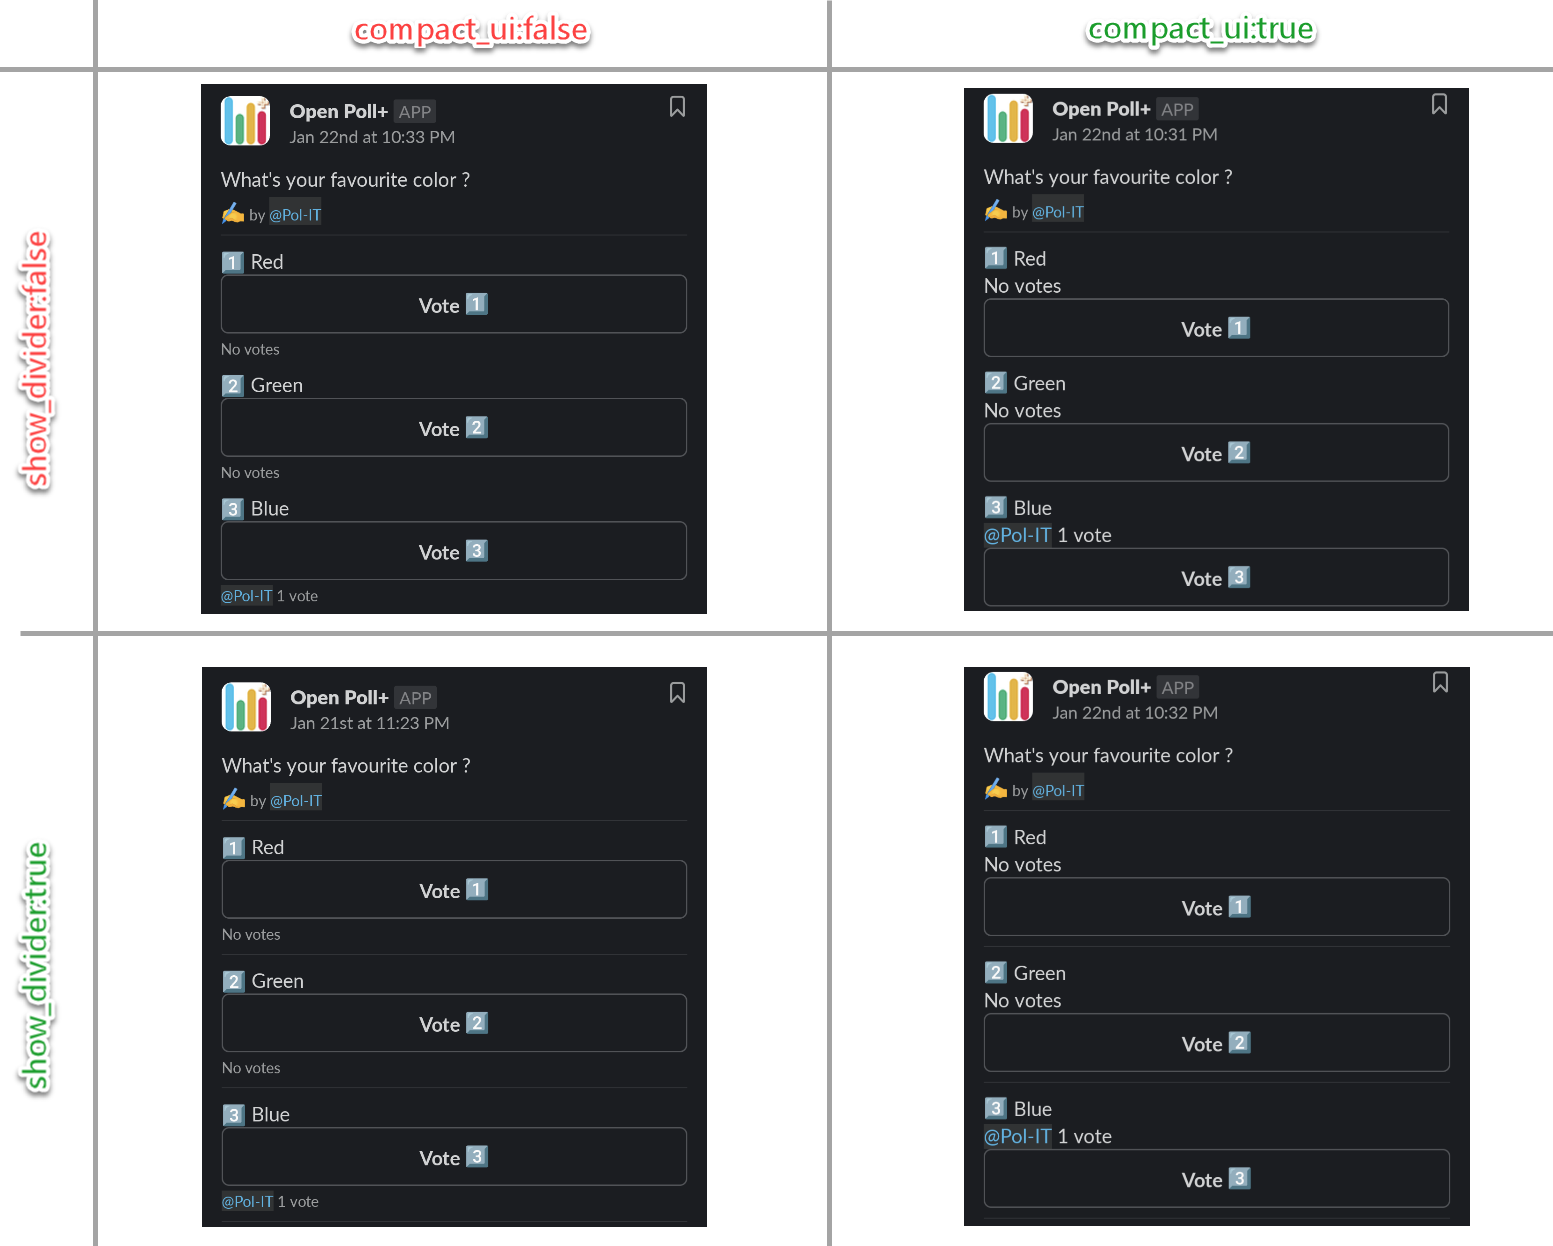 compact_ui:false
compact_ui:true
show_divider:false
Open Poll+ APP
Jan 22nd at 10:33 PM
What's your favourite color ?
✍️ by @Pol-IT
1️⃣ Red
Vote 1️⃣
No votes
2️⃣ Green
Vote 2️⃣
No votes
3️⃣ Blue
Vote 3️⃣
@Pol-IT 1 vote
Open Poll+ APP
Jan 22nd at 10:31 PM
What's your favourite color ?
✍️ by @Pol-IT
1️⃣ Red
No votes
Vote 1️⃣
2️⃣ Green
No votes
Vote 2️⃣
3️⃣ Blue
@Pol-IT 1 vote
Vote 3️⃣
show_divider:true
Open Poll+ APP
Jan 21st at 11:23 PM
What's your favourite color ?
✍️ by @Pol-IT
1️⃣ Red
Vote 1️⃣
No votes
2️⃣ Green
Vote 2️⃣
No votes
3️⃣ Blue
Vote 3️⃣
@Pol-IT 1 vote
Open Poll+ APP
Jan 22nd at 10:32 PM
What's your favourite color ?
✍️ by @Pol-IT
1️⃣ Red
No votes
Vote 1️⃣
2️⃣ Green
No votes
Vote 2️⃣
3️⃣ Blue
@Pol-IT 1 vote
Vote 3️⃣